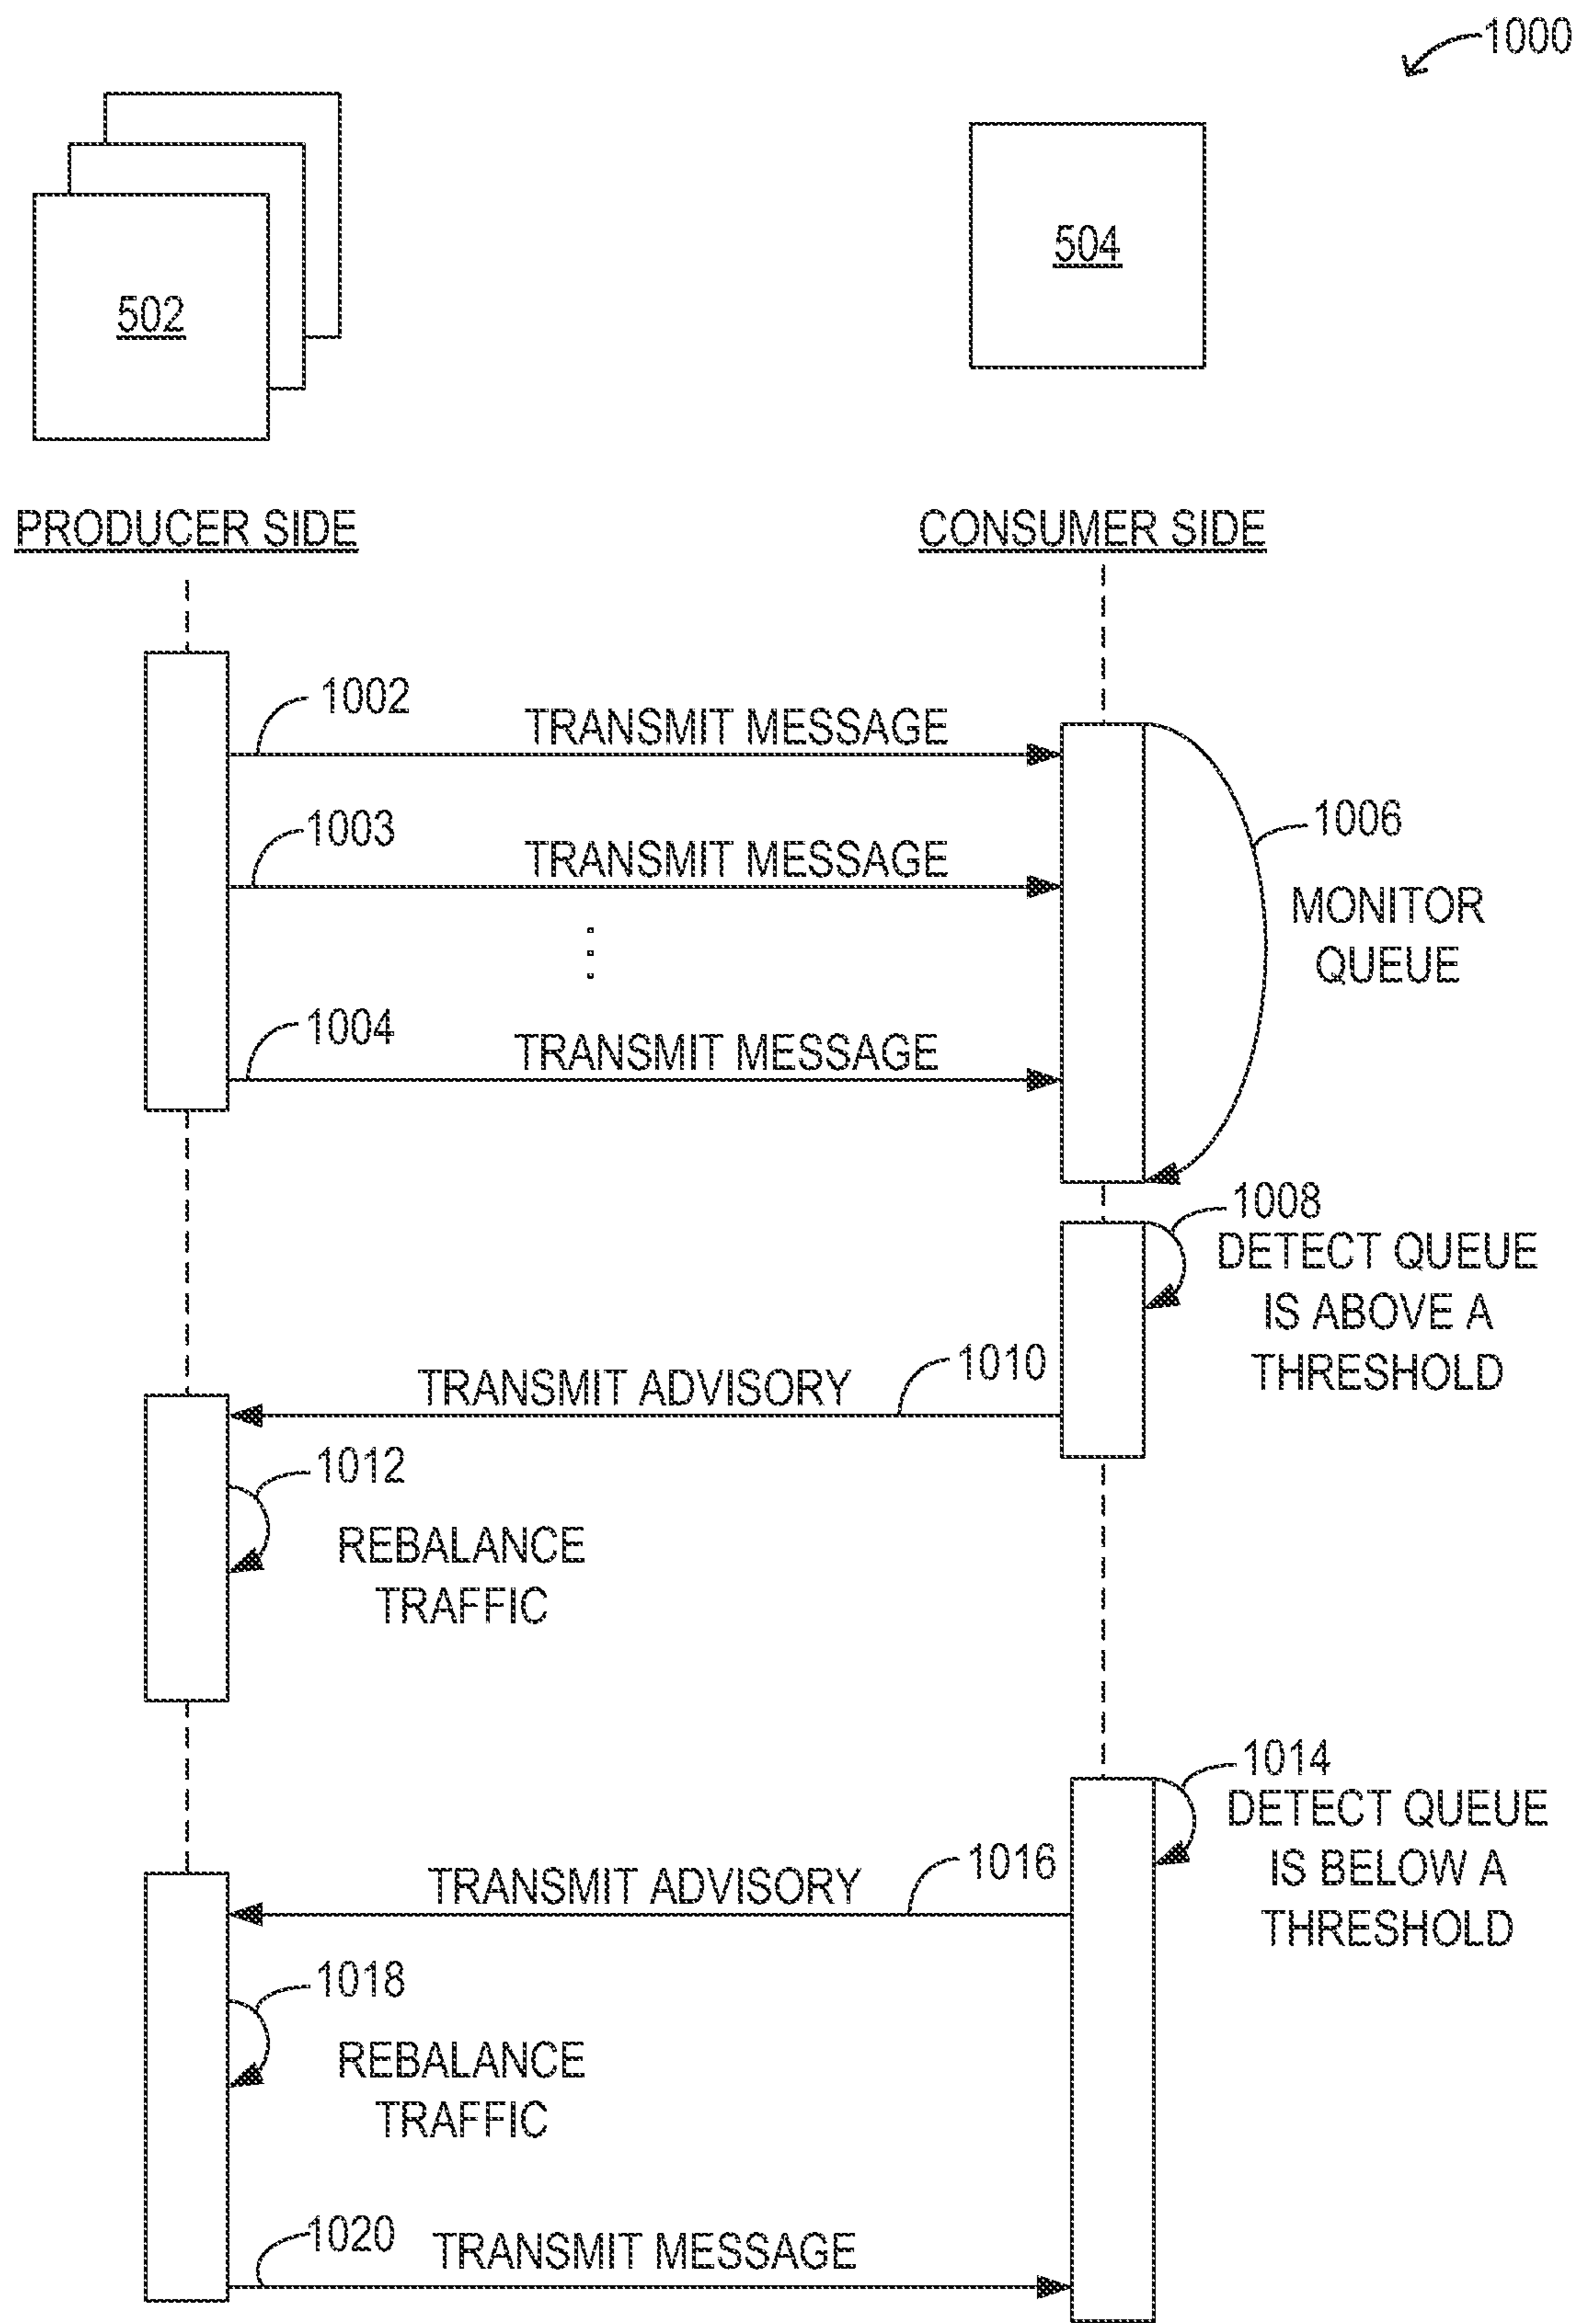 1000
502
504
PRODUCER SIDE
CONSUMER SIDE
1002
TRANSMIT MESSAGE
1003
TRANSMIT MESSAGE
1006
MONITOR
QUEUE
1004
TRANSMIT MESSAGE
1008
DETECT QUEUE
IS ABOVE A
THRESHOLD
1010
TRANSMIT ADVISORY
1012
REBALANCE
TRAFFIC
1014
DETECT QUEUE
IS BELOW A
THRESHOLD
1016
TRANSMIT ADVISORY
1018
REBALANCE
TRAFFIC
1020
TRANSMIT MESSAGE